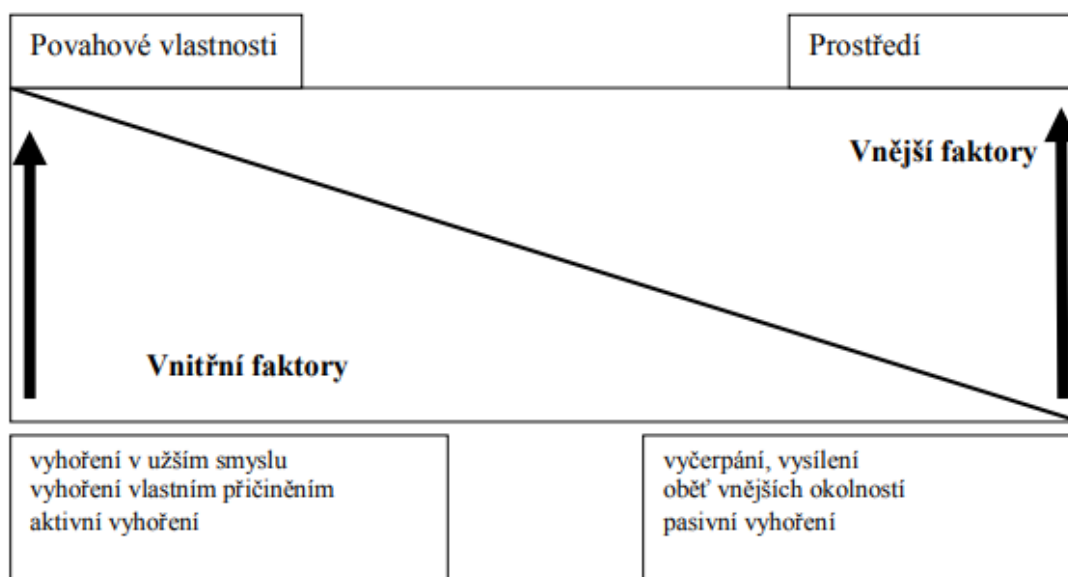 Povahové vlastnosti
Prostředí
Vnější faktory
Vnitřní faktory
vyhoření v užším smyslu
vyhoření vlastním přičiněním
aktivní vyhoření
vyčerpání, vysílení
oběť vnějších okolností
pasivní vyhoření